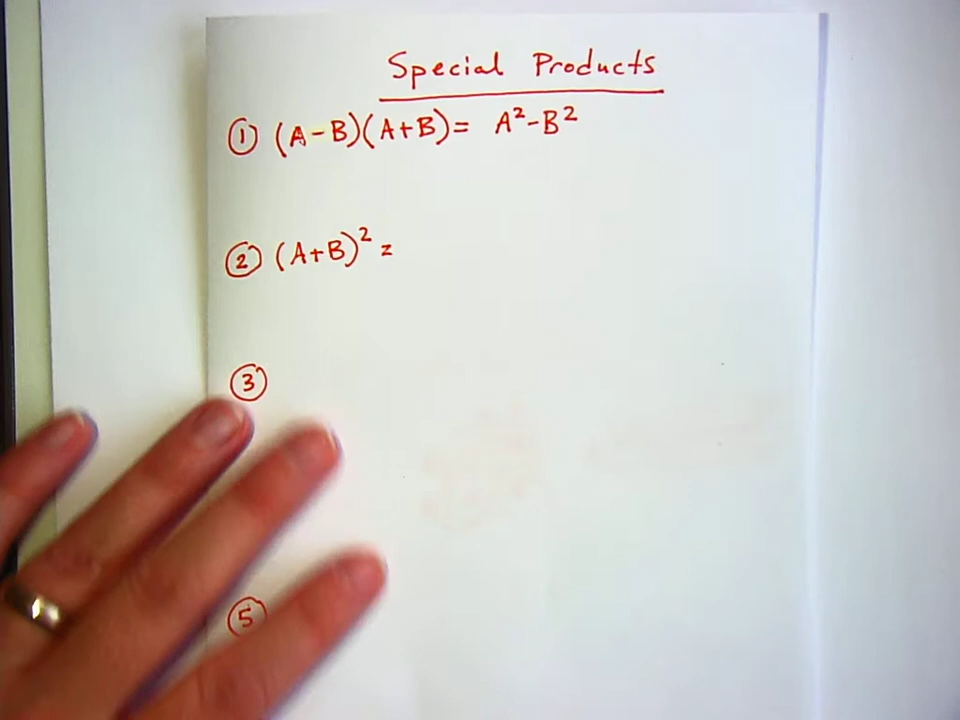 Special Products
① (A-B)(A+B)= A²-B²
② (A+B)² =
③
⑤